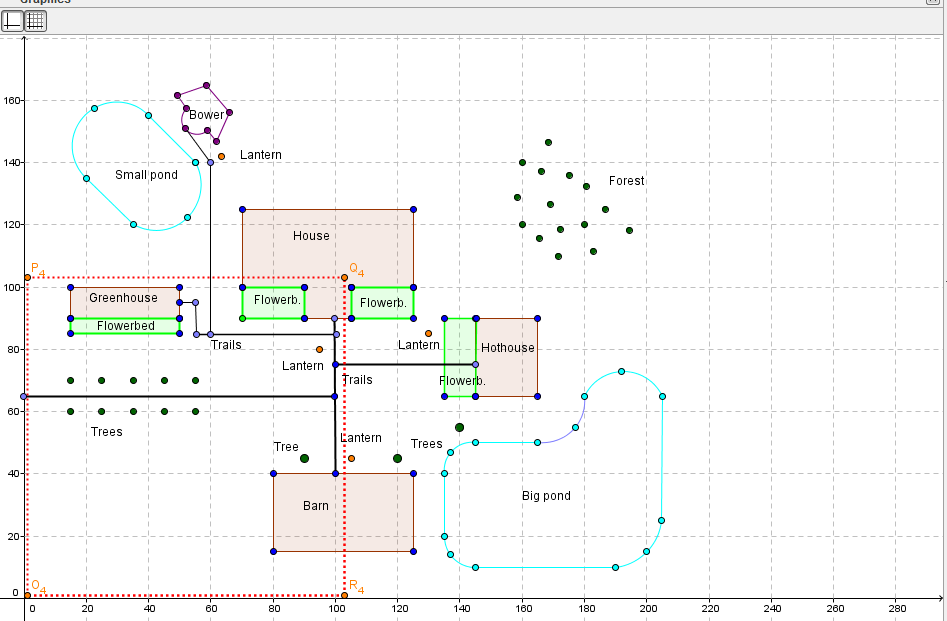 Graphics
160
Bower
140
Lantern
Small pond
Forest
120
House
P4
Q4
100
Greenhouse
Flowerb.
Flowerb.
Flowerbed
80
Trails
Lantern
Hothouse
Lantern
Trails
Flowerb.
60
Trees
Lantern
Trees
Tree
40
Big pond
Barn
20
O4
R4
0
0 20 40 60 80 100 120 140 160 180 200 220 240 260 280